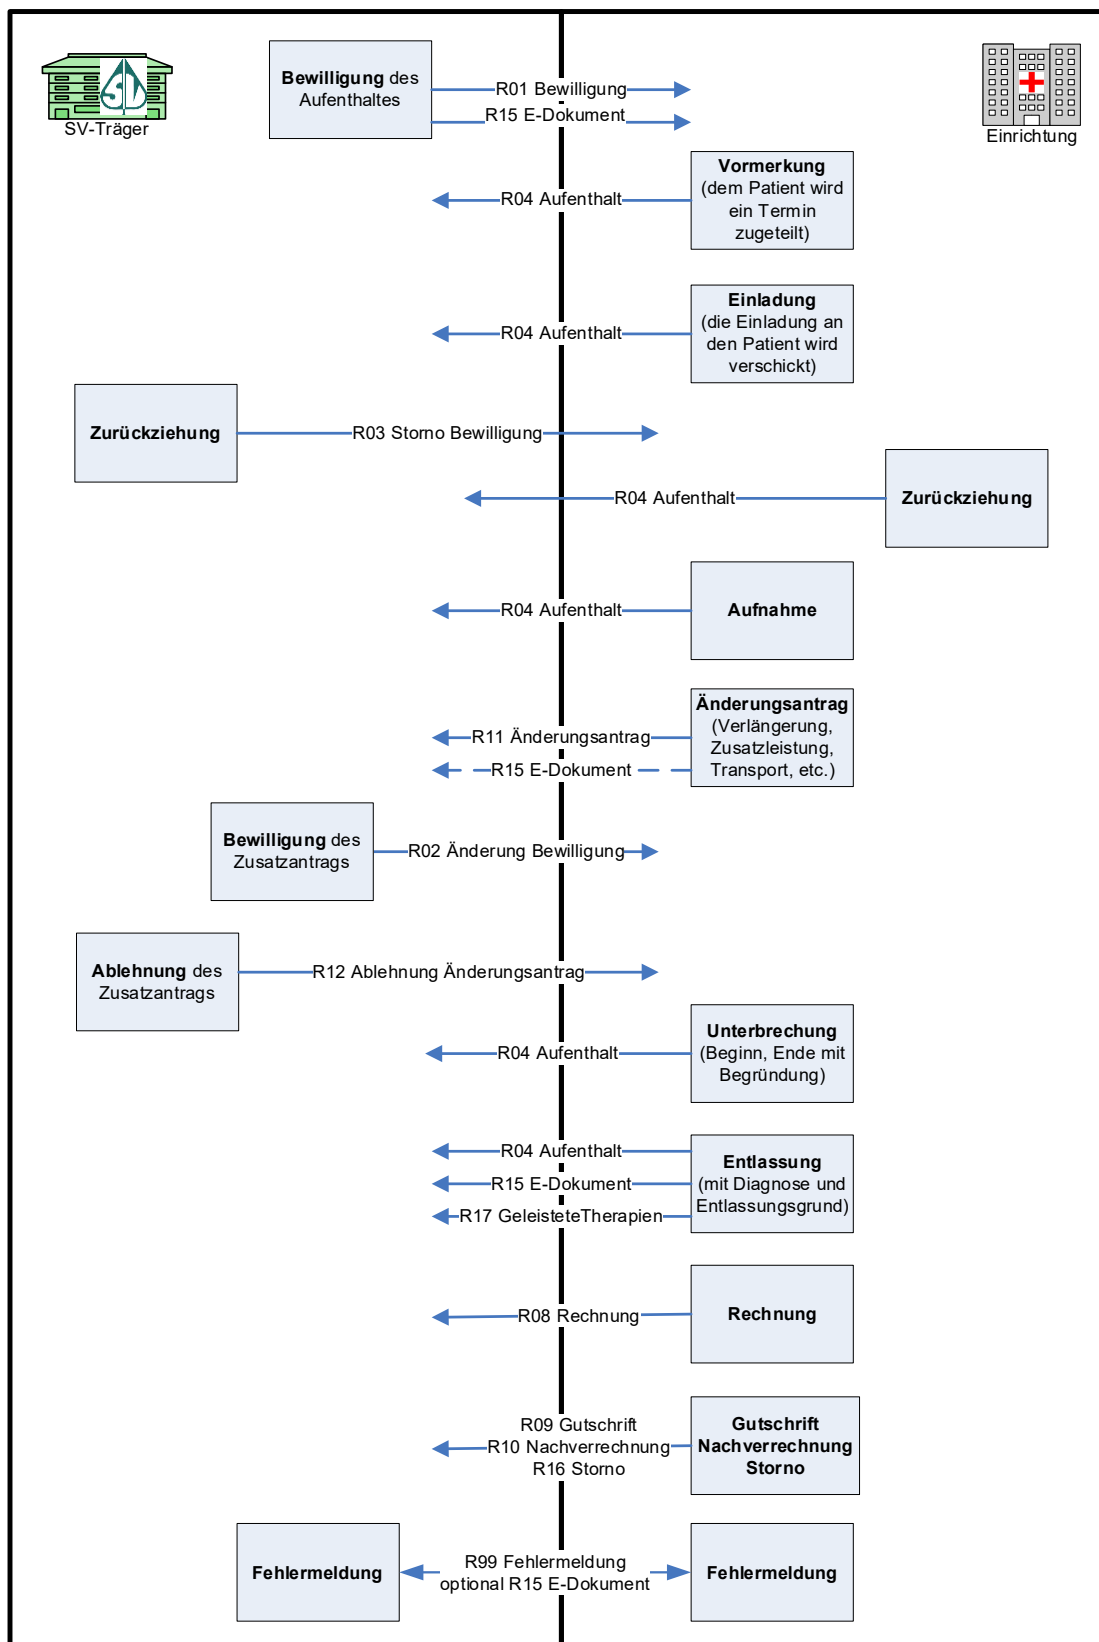 SV-Träger
Bewilligung des
Aufenthaltes
R01 Bewilligung
R15 E-Dokument
Einrichtung
Vormerkung
(dem Patient wird
ein Termin
zugeteilt)
R04 Aufenthalt
Einladung
(die Einladung an
den Patient wird
verschickt)
R04 Aufenthalt
Zurückziehung
R03 Storno Bewilligung
R04 Aufenthalt
Zurückziehung
R04 Aufenthalt
Aufnahme
Änderungsantrag
(Verlängerung,
Zusatzleistung,
Transport, etc.)
R11 Änderungsantrag
R15 E-Dokument
Bewilligung des
Zusatzantrags
R02 Änderung Bewilligung
Ablehnung des
Zusatzantrags
R12 Ablehnung Änderungsantrag
R04 Aufenthalt
Unterbrechung
(Beginn, Ende mit
Begründung)
R04 Aufenthalt
R15 E-Dokument
R17 GeleisteteTherapien
Entlassung
(mit Diagnose und
Entlassungsgrund)
R08 Rechnung
Rechnung
R09 Gutschrift
R10 Nachverrechnung
R16 Storno
Gutschrift
Nachverrechnung
Storno
Fehlermeldung
R99 Fehlermeldung
optional R15 E-Dokument
Fehlermeldung